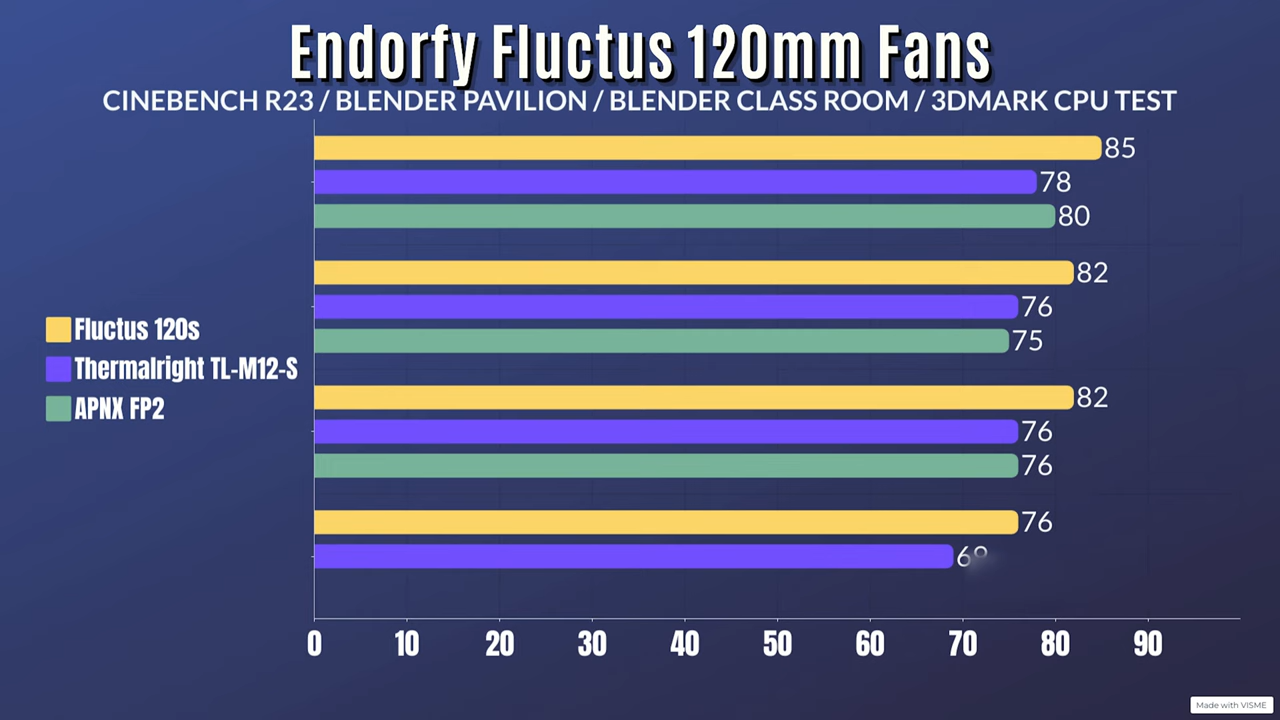 Endorfy Fluctus 120mm Fans
CINEBENCH R23 / BLENDER PAVILION / BLENDER CLASS ROOM / 3DMARK CPU TEST
85
78
80
82
76
75
Fluctus 120s
Thermalright TL-M12-S
APNX FP2
82
76
76
76
69
0 10 20 30 40 50 60 70 80 90
Made with VISME